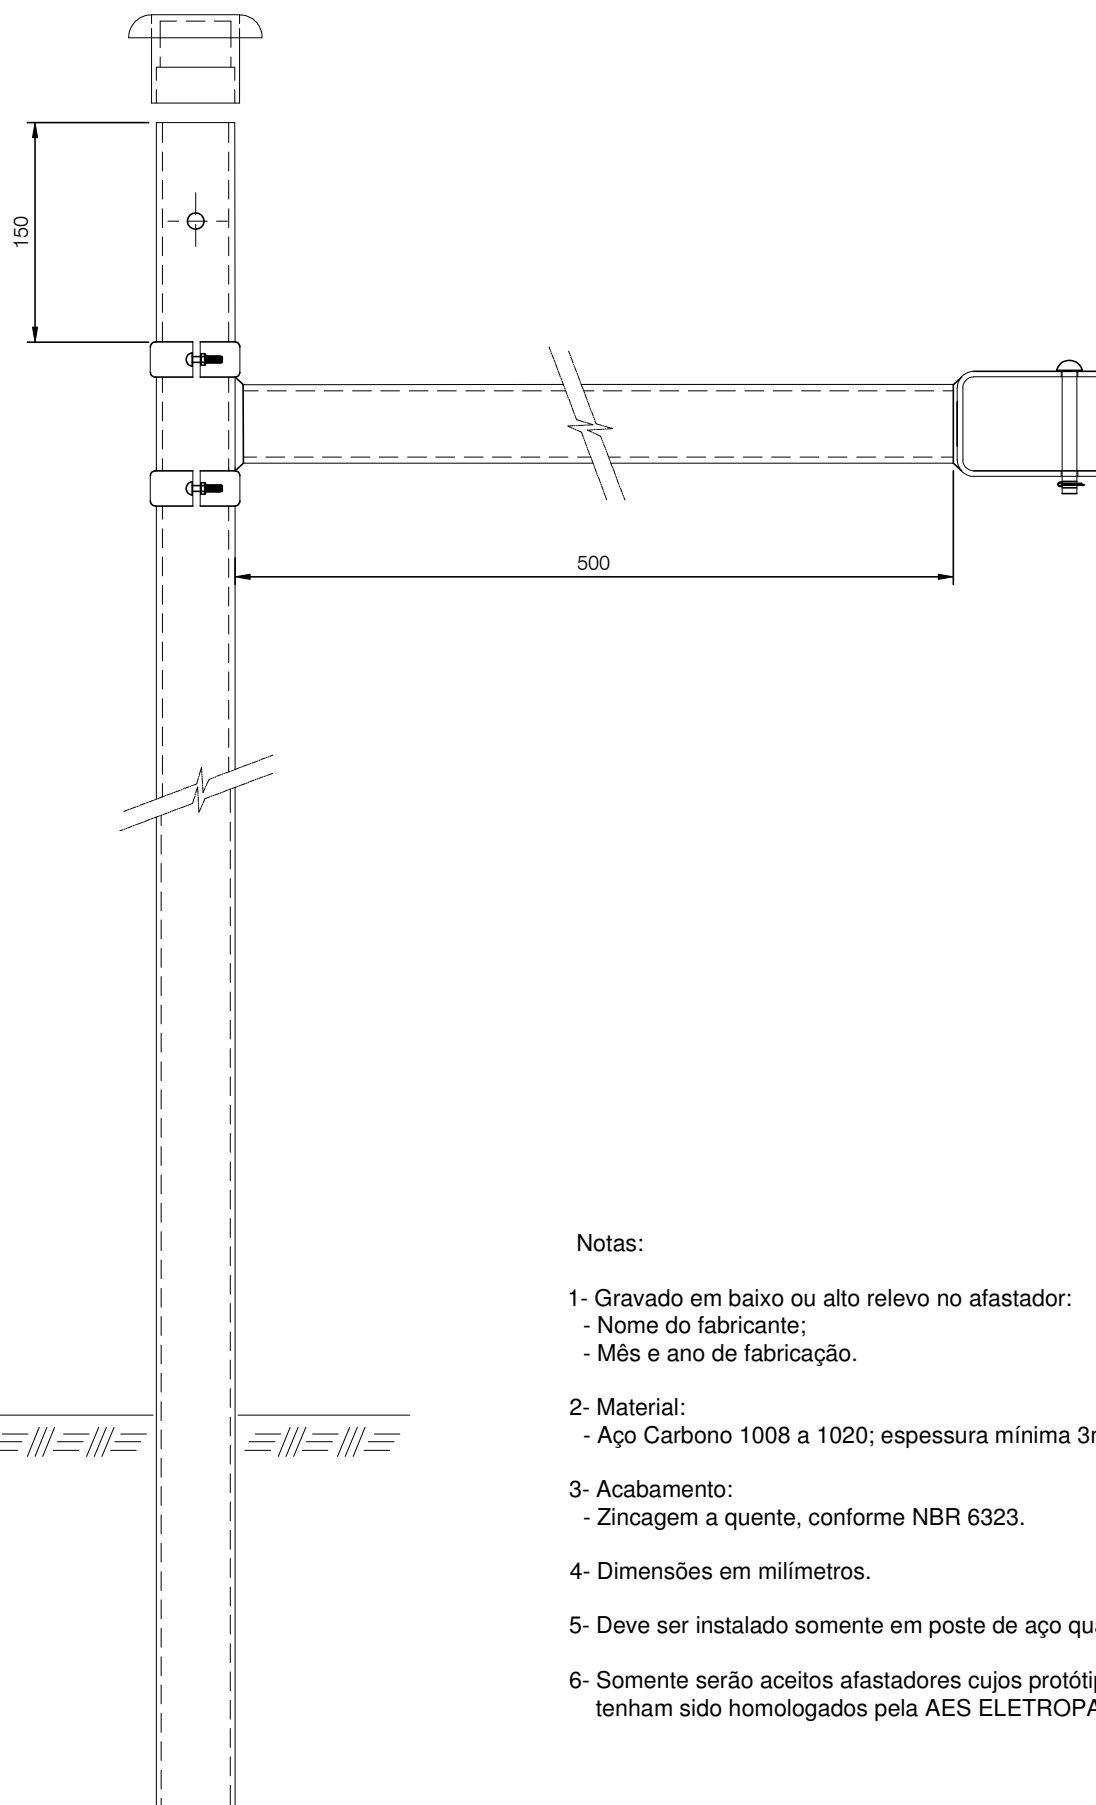 150
500
Notas:
1- Gravado em baixo ou alto relevo no afastador:
- Nome do fabricante;
- Mês e ano de fabricação.
2- Material:
- Aço Carbono 1008 a 1020; espessura mínima
3- Acabamento:
- Zincagem a quente, conforme NBR 6323.
4- Dimensões em milímetros.
5- Deve ser instalado somente em poste de aço
6- Somente serão aceitos afastadores cujos
tenham sido homologados pela AES